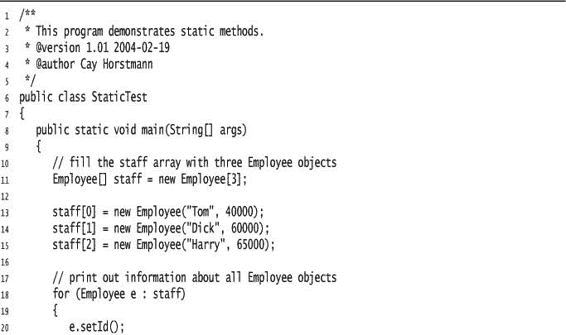 1 /**
2  * This program demonstrates static methods.
3  * @version 1.01 2004-02-19
4  * @author Cay Horstmann
5  */
6 public class StaticTest
7 {
8    public static void main(String[] args)
9    {
10       // fill the staff array with three Employee objects
11       Employee[] staff = new Employee[3];
12
13       staff[0] = new Employee("Tom", 40000);
14       staff[1] = new Employee("Dick", 60000);
15       staff[2] = new Employee("Harry", 65000);
16
17       // print out information about all Employee objects
18       for (Employee e : staff)
19       {
20          e.setId();